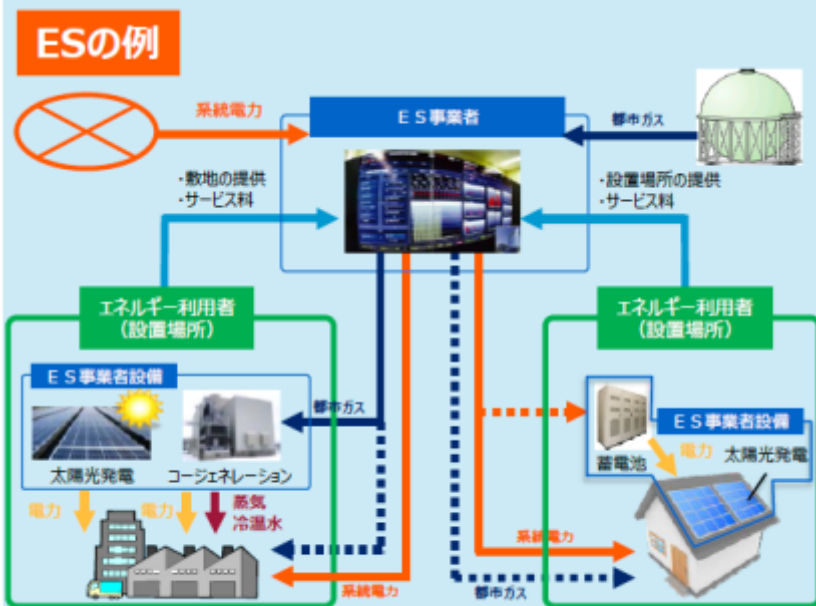 ESの例
系統電力
ES事業者
都市ガス
・敷地の提供
・サービス料
・設置場所の提供
・サービス料
エネルギー利用者
（設置場所）
エネルギー利用者
（設置場所）
ES事業者設備
都市ガス
太陽光発電
コージェネレーション
電力
電力
蒸気
冷温水
系統電力
ES事業者設備
蓄電池
電力
太陽光発電
系統電力
都市ガス